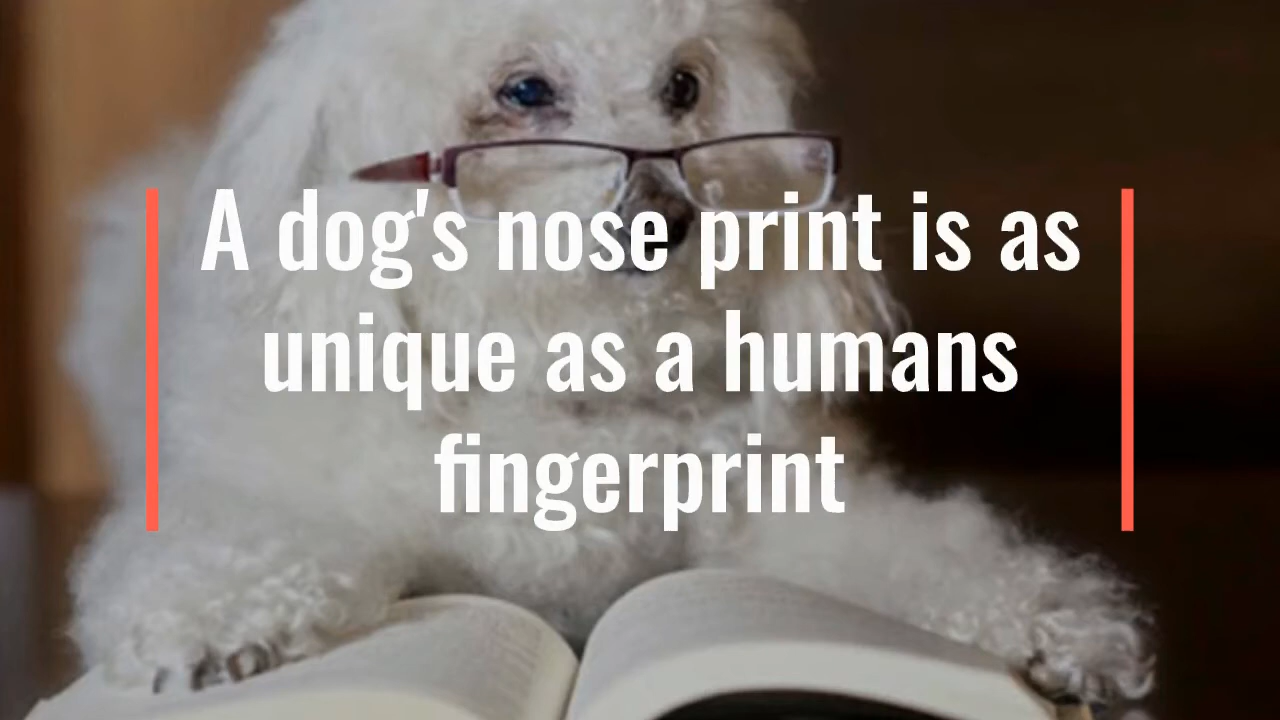 A dog's nose print is as
unique as a humans
fingerprint